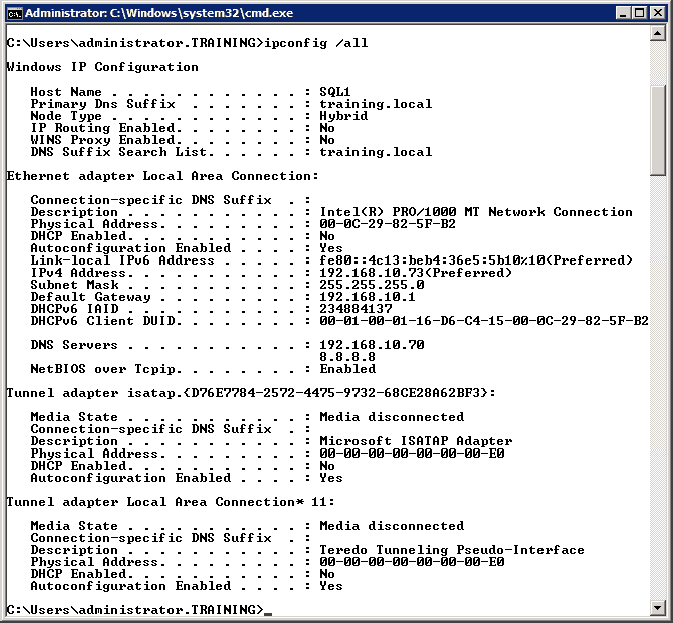 Administrator: C:\Windows\system32\cmd.exe
C:\Users\administrator.TRAINING>ipconfig /all
Windows IP Configuration
Host Name . . . . . . . . . . . . : SQL1
Primary Dns Suffix  . . . . . . . : training.local
Node Type . . . . . . . . . . . . : Hybrid
IP Routing Enabled. . . . . . . . : No
WINS Proxy Enabled. . . . . . . . : No
DNS Suffix Search List. . . . . . : training.local
Ethernet adapter Local Area Connection:
Connection-specific DNS Suffix  . :
Description . . . . . . . . . . . : Intel(R) PRO/1000 MT Network Connection
Physical Address. . . . . . . . . : 00-0C-29-82-5F-B2
DHCP Enabled. . . . . . . . . . . : No
Autoconfiguration Enabled . . . . : Yes
Link-local IPv6 Address . . . . . : fe80::4c13:beb4:36e5:5b10%10(Preferred)
IPv4 Address. . . . . . . . . . . : 192.168.10.73(Preferred)
Subnet Mask . . . . . . . . . . . : 255.255.255.0
Default Gateway . . . . . . . . . : 192.168.10.1
DHCPv6 IAID . . . . . . . . . . . : 234884137
DHCPv6 Client DUID. . . . . . . . : 00-01-00-01-16-D6-C4-15-00-0C-29-82-5F-B2
DNS Servers . . . . . . . . . . . : 192.168.10.70
8.8.8.8
NetBIOS over Tcpip. . . . . . . . : Enabled
Tunnel adapter isatap.{D76E7784-2572-4475-9732-68CE28A62BF3}:
Media State . . . . . . . . . . . : Media disconnected
Connection-specific DNS Suffix  . :
Description . . . . . . . . . . . : Microsoft ISATAP Adapter
Physical Address. . . . . . . . . : 00-00-00-00-00-00-00-E0
DHCP Enabled. . . . . . . . . . . : No
Autoconfiguration Enabled . . . . : Yes
Tunnel adapter Local Area Connection* 11:
Media State . . . . . . . . . . . : Media disconnected
Connection-specific DNS Suffix  . :
Description . . . . . . . . . . . : Teredo Tunneling Pseudo-Interface
Physical Address. . . . . . . . . : 00-00-00-00-00-00-00-E0
DHCP Enabled. . . . . . . . . . . : No
Autoconfiguration Enabled . . . . : Yes
C:\Users\administrator.TRAINING>_